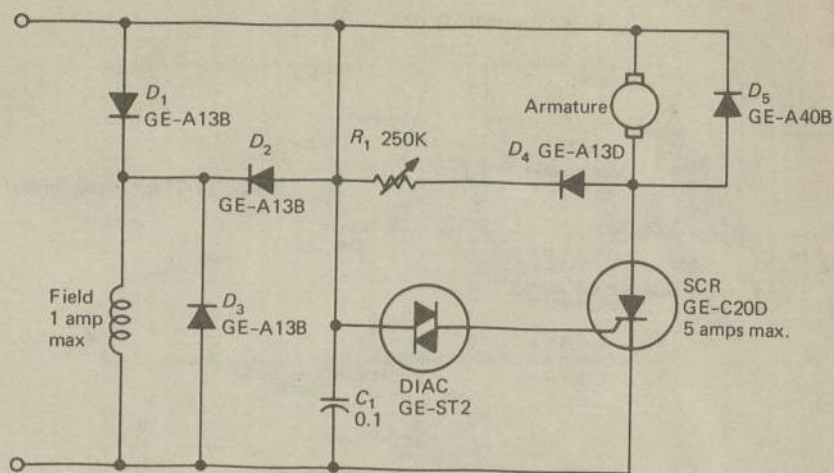 D1
GE-A13B
D2
GE-A13B
R1 250K
D4 GE-A13D
Armature
D5
GE-A40B
Field
1 amp
max
D3
GE-A13B
SCR
GE-C20D
5 amps max.
DIAC
GE-ST2
C1
0.1